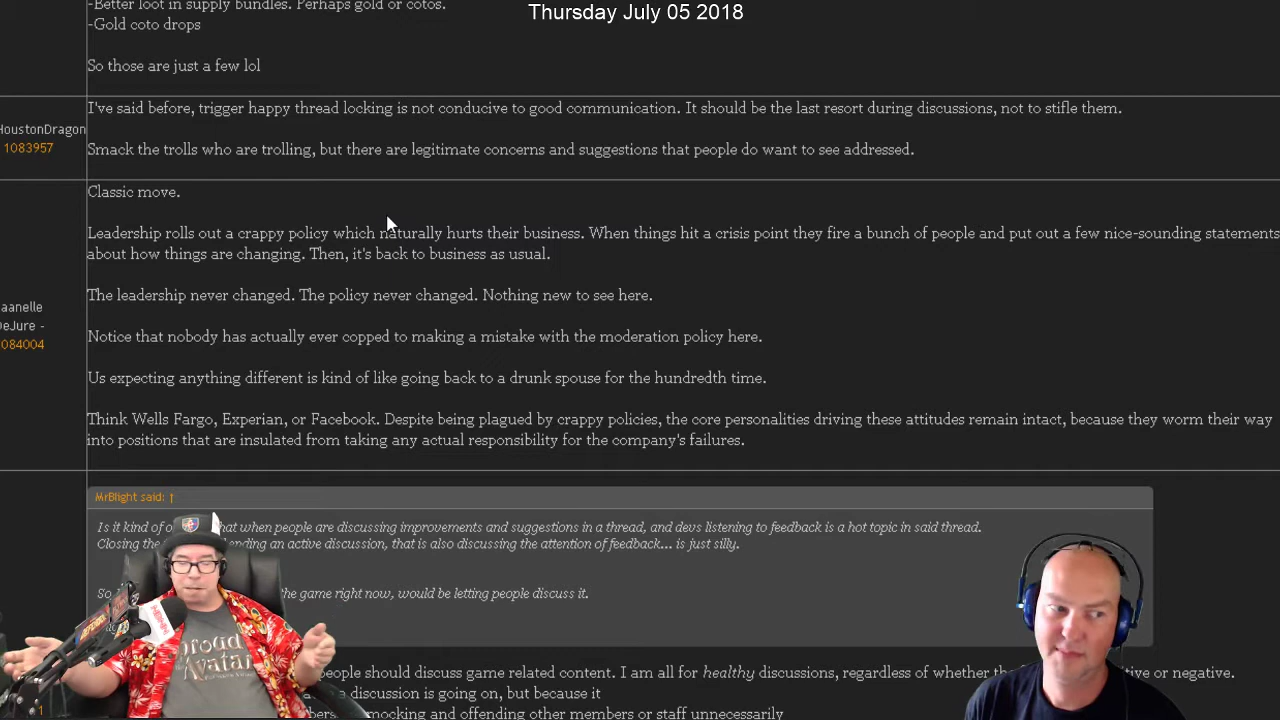 -Better loot in supply bundles. Perhaps gold or cotos.
Thursday July 05 2018
-Gold coto drops
So those are just a few lol
HoustonDragon
1083957
I've said before, trigger happy thread locking is not conducive to good communication. It should be the last resort during discussions, not to stifle them.
Smack the trolls who are trolling, but there are legitimate concerns and suggestions that people do want to see addressed.
aanelle
DeJure -
084004
Classic move.
Leadership rolls out a crappy policy which naturally hurts their business. When things hit a crisis point they fire a bunch of people and put out a few nice-sounding statements
about how things are changing. Then, it's back to business as usual.
The leadership never changed. The policy never changed. Nothing new to see here.
Notice that nobody has actually ever copped to making a mistake with the moderation policy here.
Us expecting anything different is kind of like going back to a drunk spouse for the hundredth time.
Think Wells Fargo, Experian, or Facebook. Despite being plagued by crappy policies, the core personalities driving these attitudes remain intact, because they worm their way
into positions that are insulated from taking any actual responsibility for the company's failures.
MrBlight said: ↑
Is it kind of hat when people are discussing improvements and suggestions in a thread, and devs listening to feedback is a hot topic in said thread.
Closing the ending an active discussion, that is also discussing the attention of feedback... is just silly.
So the game right now, would be letting people discuss it.
Proud
Avatar
people should discuss game related content. I am all for healthy discussions, regardless of whether itive or negative.
a discussion is going on, but because it
mocking and offending other members or staff unnecessarily